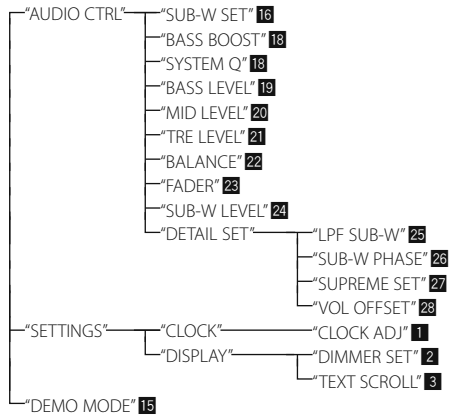 “AUDIO CTRL” “SUB-W SET” 16
“BASS BOOST” 18
“SYSTEM Q” 18
“BASS LEVEL” 19
“MID LEVEL” 20
“TRE LEVEL” 21
“BALANCE” 22
“FADER” 23
“SUB-W LEVEL” 24
“DETAIL SET” “LPF SUB-W” 25
“SUB-W PHASE” 26
“SUPREME SET” 27
“VOL OFFSET” 28
“SETTINGS” “CLOCK” “CLOCK ADJ” 1
“DISPLAY” “DIMMER SET” 2
“TEXT SCROLL” 3
“DEMO MODE” 15